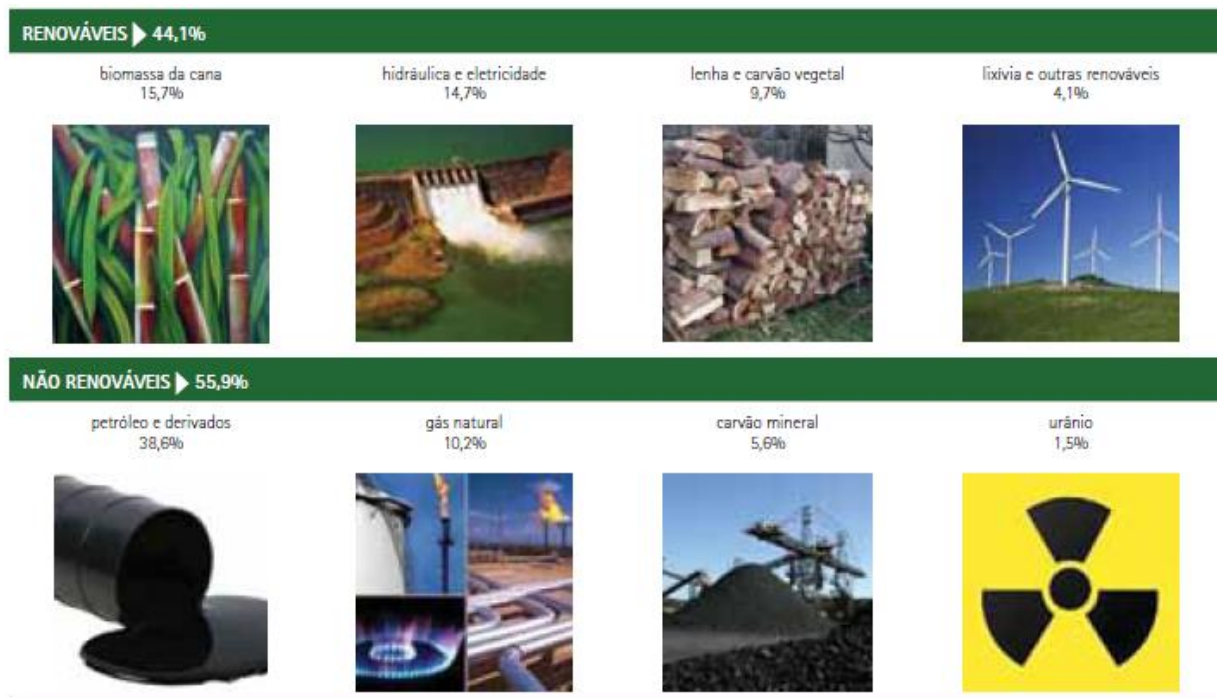 RENOVÁVEIS ▶ 44,1%
biomassa da cana
15,7%
hidráulica e eletricidade
14,7%
lenha e carvão vegetal
9,7%
lixívia e outras renováveis
4,1%
NÃO RENOVÁVEIS ▶ 55,9%
petróleo e derivados
38,6%
gás natural
10,2%
carvão mineral
5,6%
urânio
1,5%